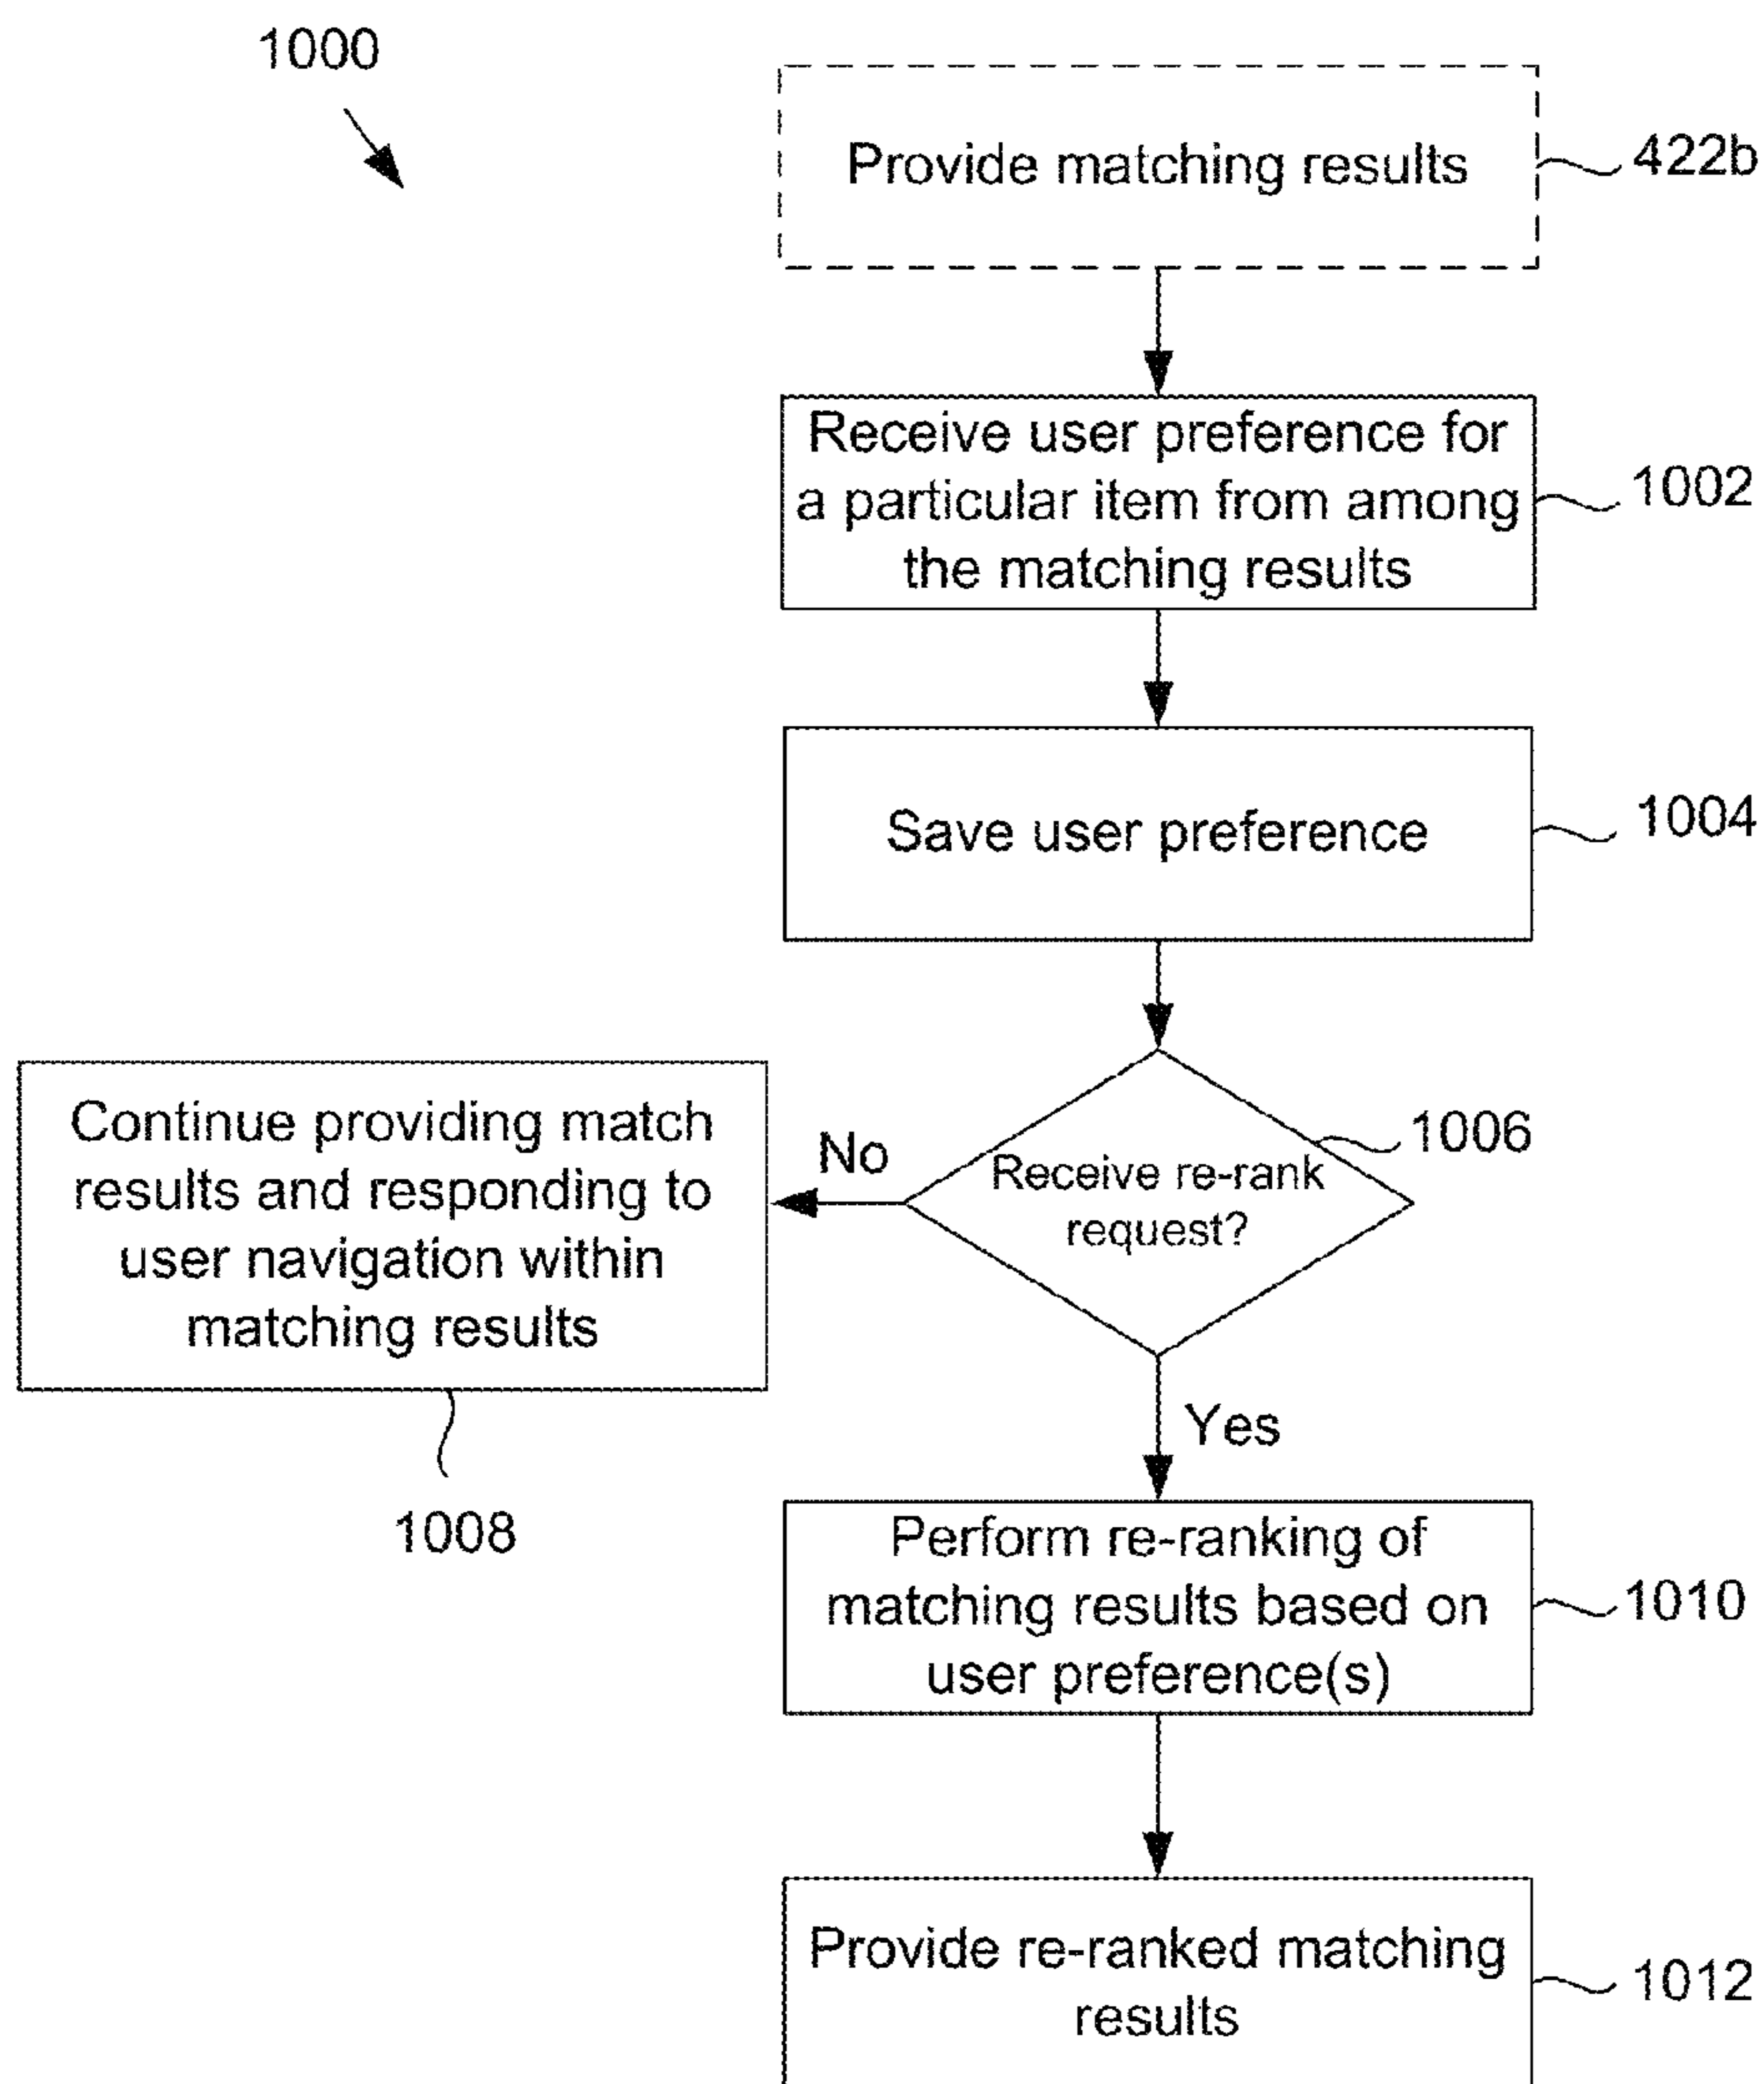 1000
Provide matching results
422b
Receive user preference for
a particular item from among
the matching results
1002
Save user preference
1004
Receive re-rank
request?
1006
No
Continue providing match
results and responding to
user navigation within
matching results
1008
Yes
Perform re-ranking of
matching results based on
user preference(s)
1010
Provide re-ranked matching
results
1012